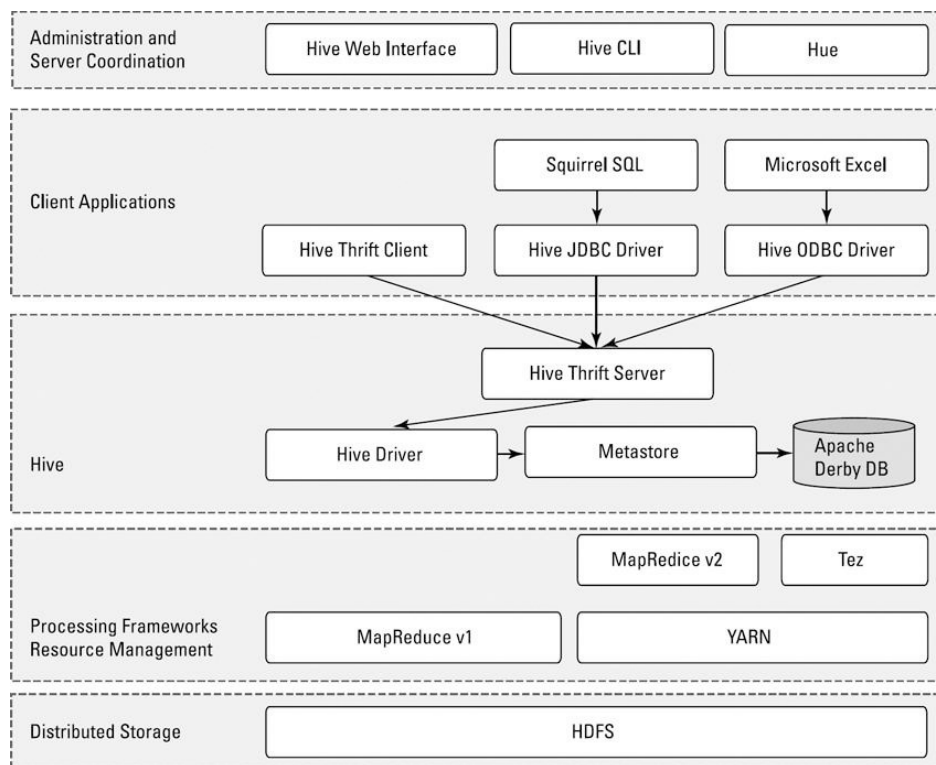 Administration and
Server Coordination
Hive Web Interface
Hive CLI
Hue
Client Applications
Squirrel SQL
Microsoft Excel
Hive Thrift Client
Hive JDBC Driver
Hive ODBC Driver
Hive
Hive Thrift Server
Hive Driver
Metastore
Apache
Derby DB
Processing Frameworks
Resource Management
MapRedice v2
Tez
MapReduce v1
YARN
Distributed Storage
HDFS